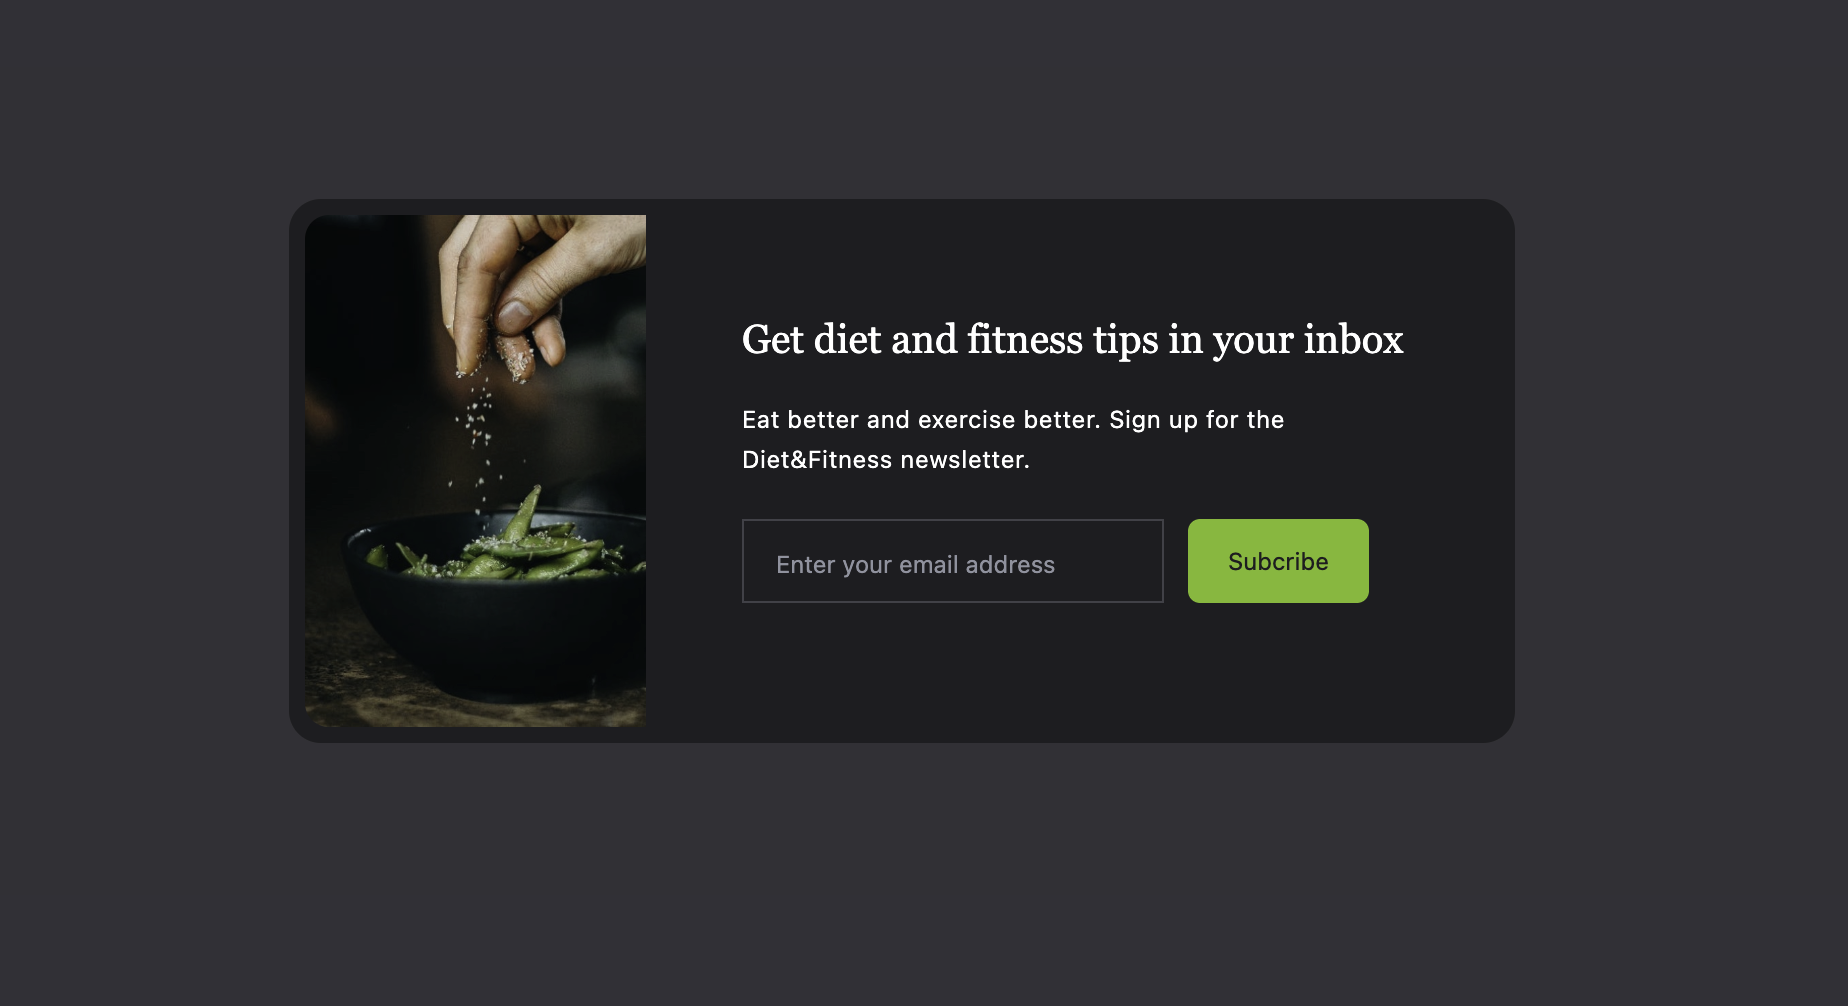 Get diet and fitness tips in your inbox
Eat better and exercise better. Sign up for the
Diet&Fitness newsletter.
Enter your email address
Subcribe